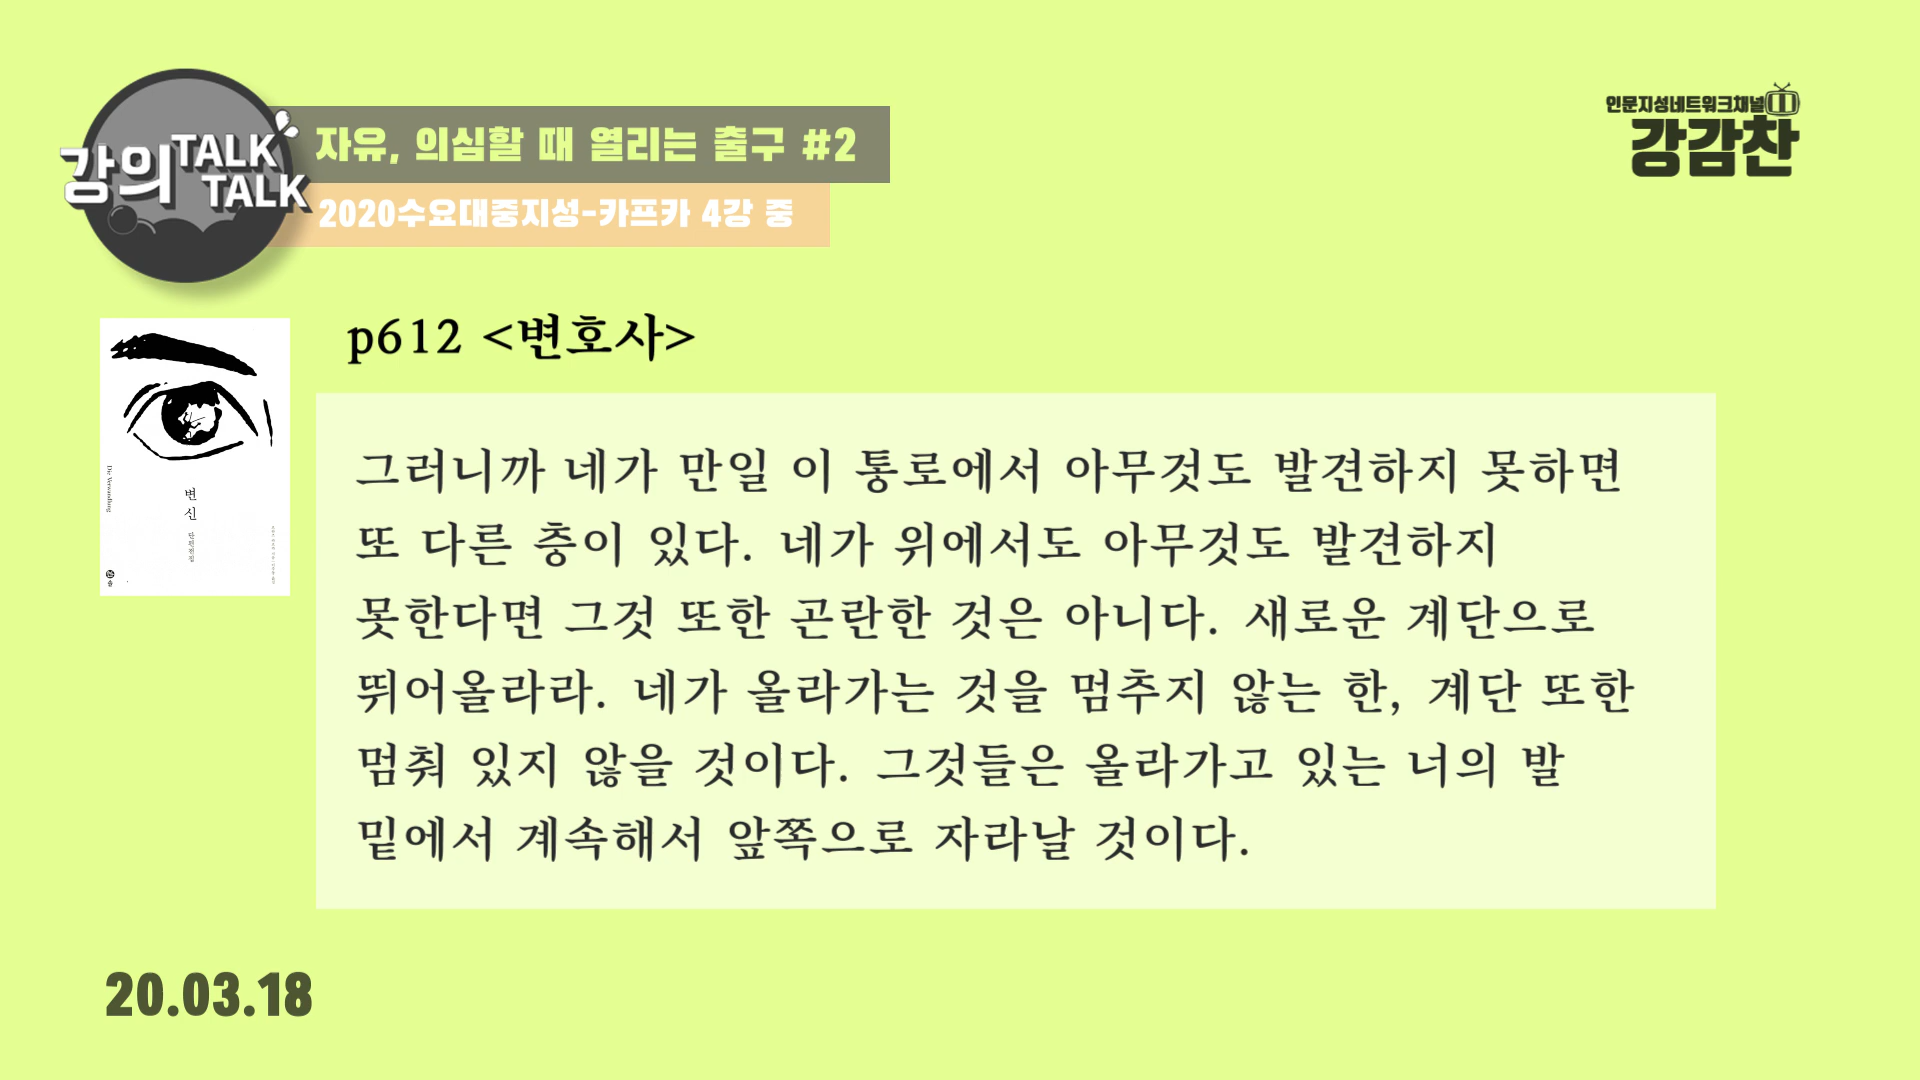 강의 TALK TALK
자유, 의심할 때 열리는 출구 #2
2020수요대중지성-카프카 4강 중
인문지성네트워크채널
강감찬
p612 <변호사>
그러니까 네가 만일 이 통로에서 아무것도 발견하지 못하면
또 다른 층이 있다. 네가 위에서도 아무것도 발견하지
못한다면 그것 또한 곤란한 것은 아니다. 새로운 계단으로
뛰어올라라. 네가 올라가는 것을 멈추지 않는 한, 계단 또한
멈춰 있지 않을 것이다. 그것들은 올라가고 있는 너의 발
밑에서 계속해서 앞쪽으로 자라날 것이다.
Die Verwandlung
변신
단편전집
솔
20.03.18